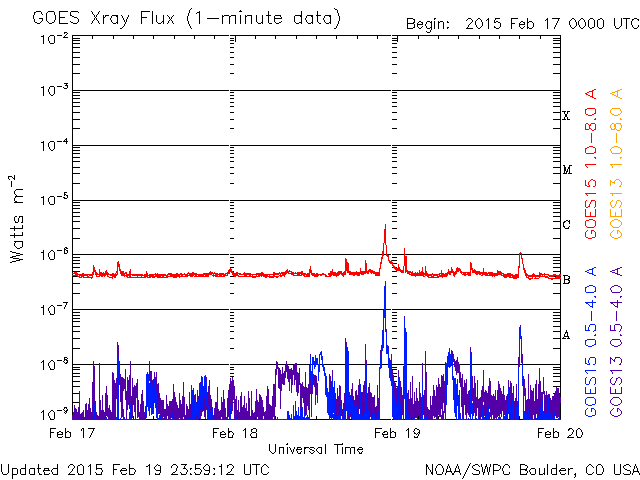 GOES Xray Flux (1-minute data)
Begin: 2015 Feb 17 0000 UTC
10⁻²
10⁻³
10⁻⁴
10⁻⁵
10⁻⁶
10⁻⁷
10⁻⁸
10⁻⁹
Watts m⁻²
X
M
C
B
A
GOES15 1.0-8.0 A
GOES13 1.0-8.0 A
GOES15 0.5-4.0 A
GOES13 0.5-4.0 A
Feb 17
Feb 18
Feb 19
Feb 20
Universal Time
Updated 2015 Feb 19 23:59:12 UTC
NOAA/SWPC Boulder, CO USA